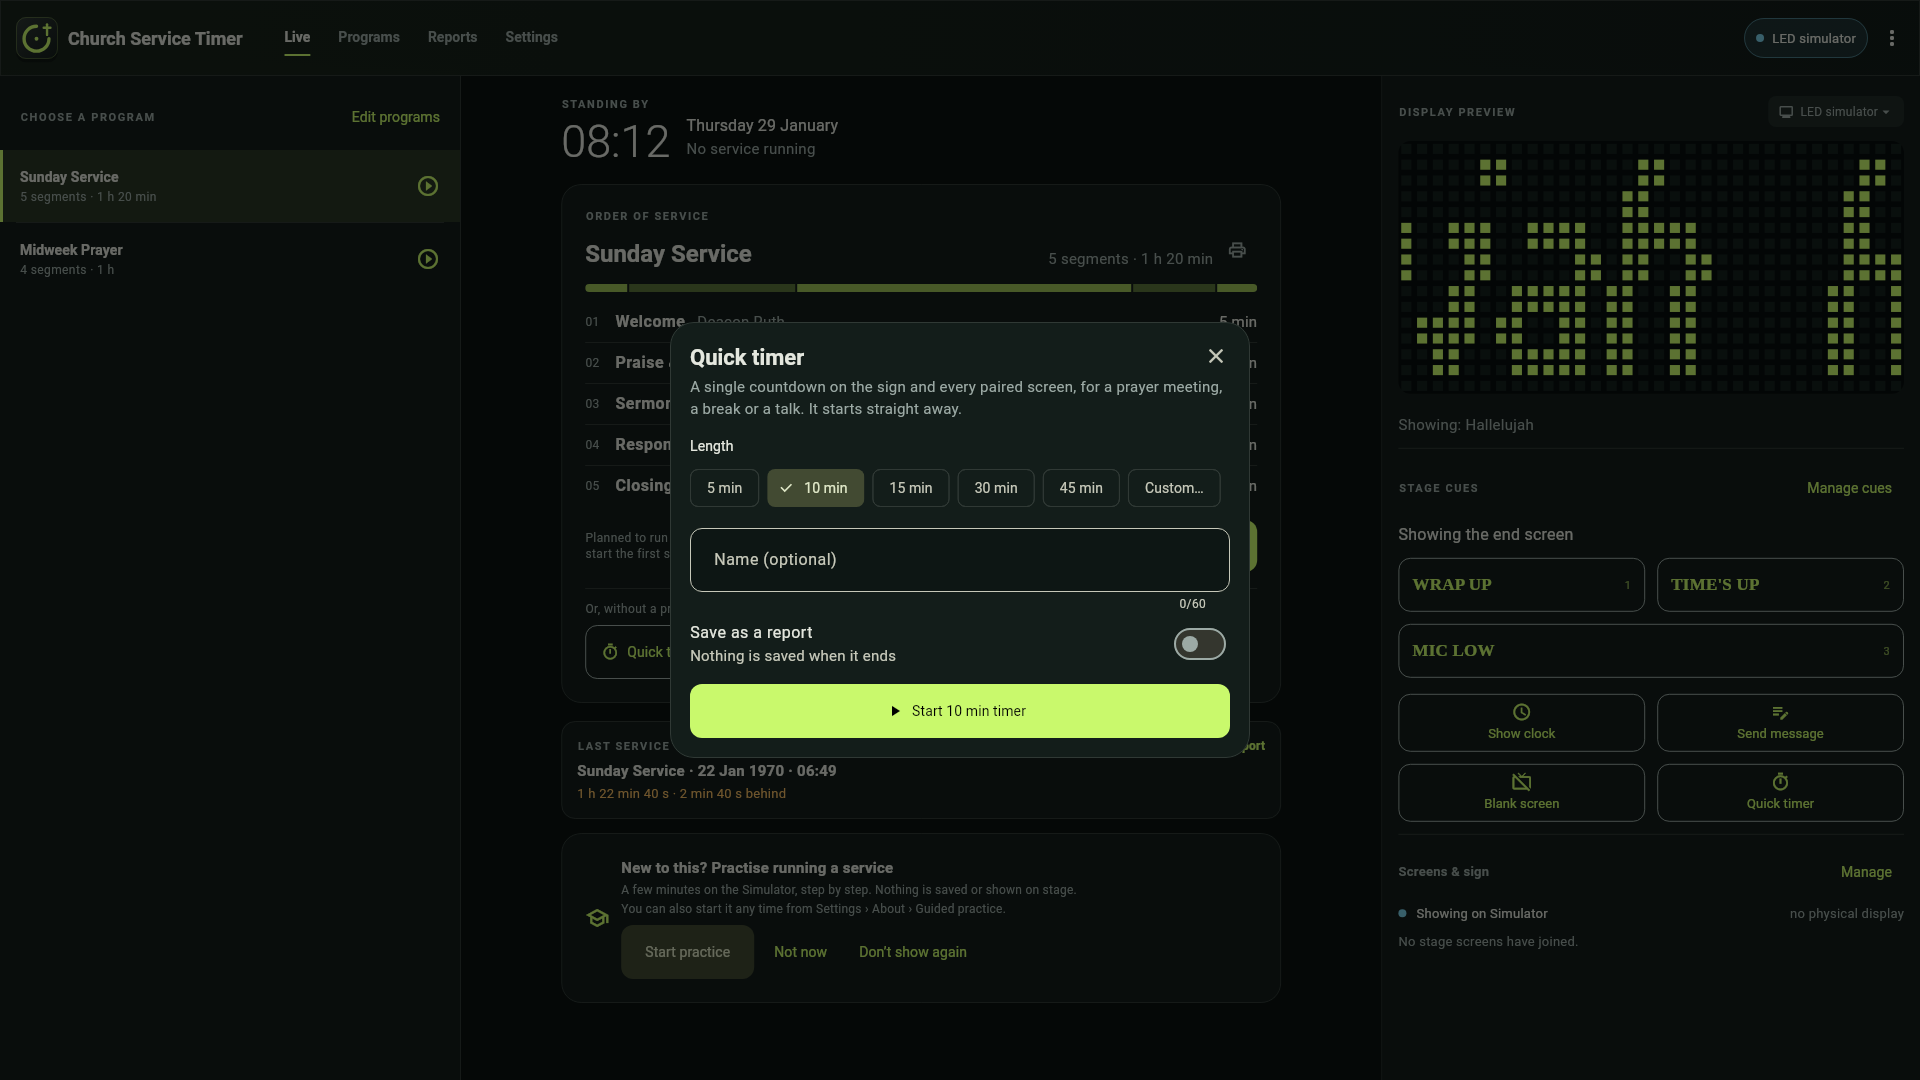 Church Service Timer
Live
Programs
Reports
Settings
LED simulator
CHOOSE A PROGRAM
Edit programs
Sunday Service
5 segments · 1 h 20 min
Midweek Prayer
4 segments · 1 h
STANDING BY
08:12
Thursday 29 January
No service running
ORDER OF SERVICE
Sunday Service
5 segments · 1 h 20 min
01 Welcome Deacon Ruth 5 min
02 Praise
03 Sermon
04 Respon
05 Closing
Planned to run
start the first s
Or, without a pr
Quick t
Quick timer
A single countdown on the sign and every paired screen, for a prayer meeting,
a break or a talk. It starts straight away.
Length
5 min
10 min
15 min
30 min
45 min
Custom...
Name (optional)
0/60
Save as a report
Nothing is saved when it ends
Start 10 min timer
LAST SERVICE
port
Sunday Service · 22 Jan 1970 · 06:49
1 h 22 min 40 s · 2 min 40 s behind
New to this? Practise running a service
A few minutes on the Simulator, step by step. Nothing is saved or shown on stage.
You can also start it any time from Settings › About › Guided practice.
Start practice
Not now
Don't show again
DISPLAY PREVIEW
LED simulator
Showing: Hallelujah
STAGE CUES
Manage cues
Showing the end screen
WRAP UP 1
TIME'S UP 2
MIC LOW 3
Show clock
Send message
Blank screen
Quick timer
Screens & sign
Manage
Showing on Simulator
no physical display
No stage screens have joined.